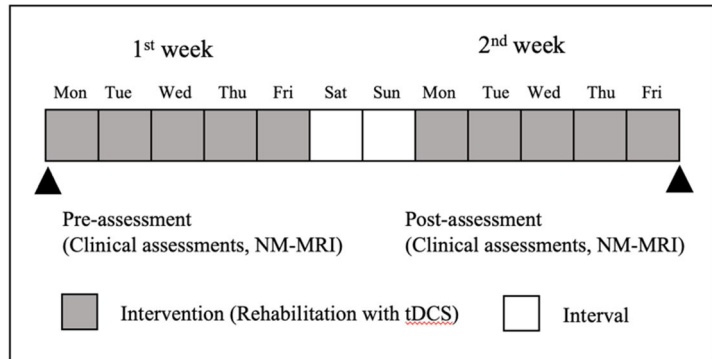 1st week 2nd week
Mon Tue Wed Thu Fri Sat Sun Mon Tue Wed Thu Fri
Pre-assessment
(Clinical assessments, NM-MRI)
Post-assessment
(Clinical assessments, NM-MRI)
Intervention (Rehabilitation with tDCS)
Interval